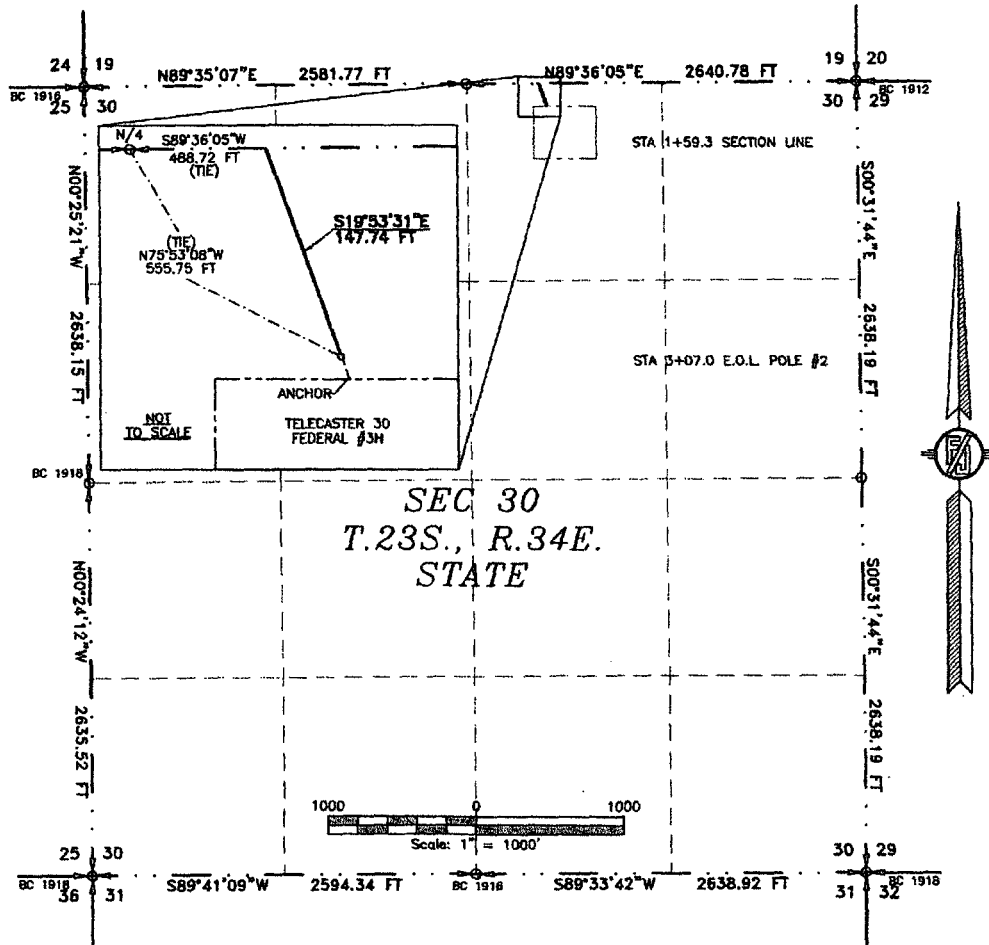 24 19
N89°35'07"E 2581.77 FT
N89°36'05"E 2640.78 FT
19 20
BC 1916
25 30
30 29
BC 1912
N/4
S89°36'05"W
488.72 FT
(TIE)
STA 1+59.3 SECTION LINE
N00°25'21"W 2638.15 FT
S00°31'44"E 2638.19 FT
S19°53'31"E
147.74 FT
(TIE)
N75°53'08"W
555.75 FT
STA 3+07.0 E.O.L. POLE #2
ANCHOR
NOT
TO SCALE
TELECASTER 30
FEDERAL #3H
BC 1918
SEC 30
T.23S., R.34E.
STATE
N00°24'12"W 2635.52 FT
S00°31'44"E 2638.19 FT
1000 0 1000
Scale: 1" = 1000'
25 30
30 29
BC 1918
36 31
S89°41'09"W 2594.34 FT
BC 1916
S89°33'42"W 2638.92 FT
31 32
BC 1918